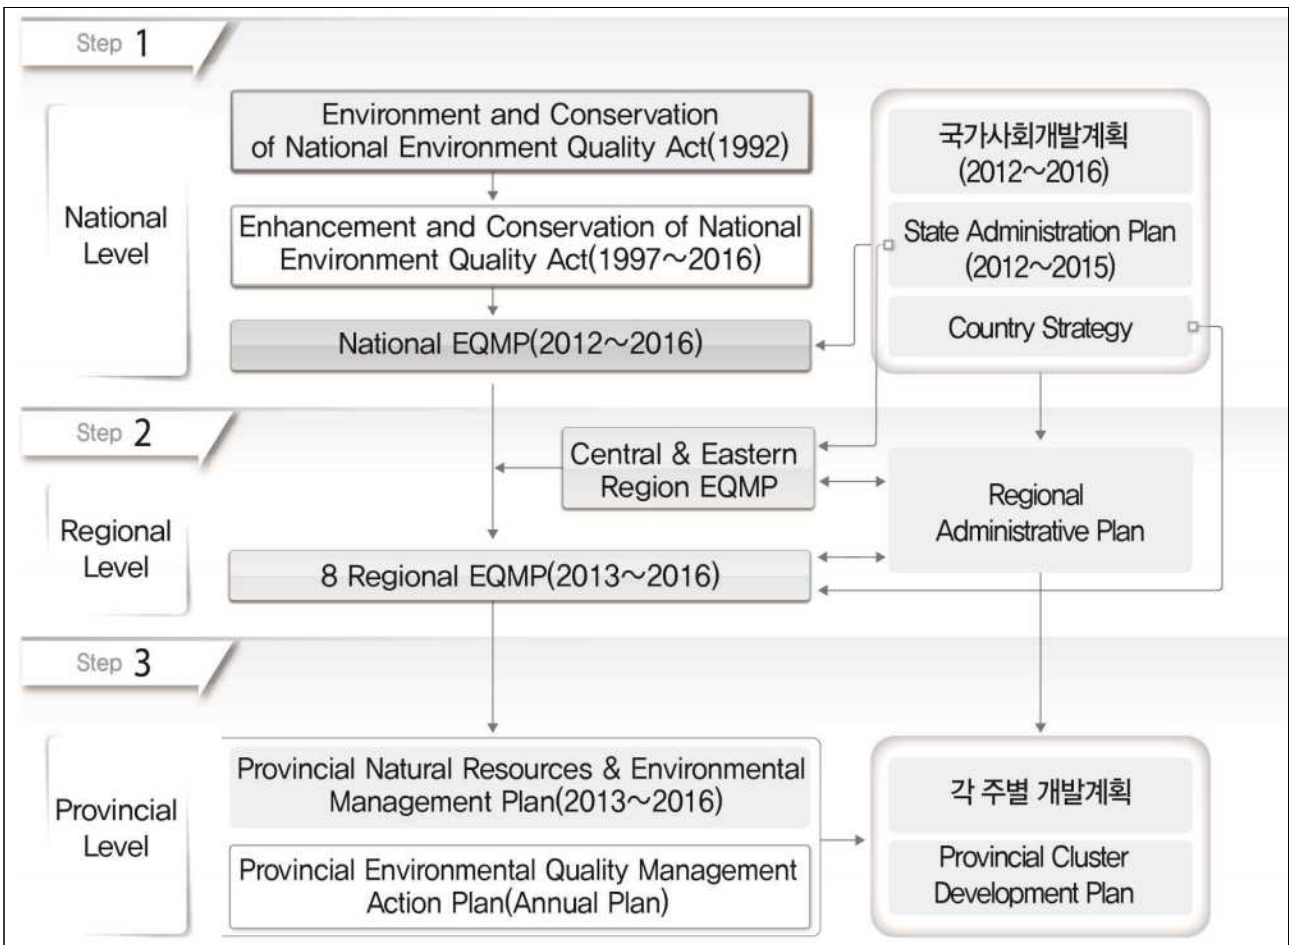 Step 1
National
Level
Environment and Conservation
of National Environment Quality Act(1992)
Enhancement and Conservation of National
Environment Quality Act(1997～2016)
National EQMP(2012～2016)
국가사회개발계획
(2012～2016)
State Administration Plan
(2012～2015)
Country Strategy
Step 2
Regional
Level
Central & Eastern
Region EQMP
8 Regional EQMP(2013～2016)
Regional
Administrative Plan
Step 3
Provincial
Level
Provincial Natural Resources & Environmental
Management Plan(2013～2016)
Provincial Environmental Quality Management
Action Plan(Annual Plan)
각 주별 개발계획
Provincial Cluster
Development Plan